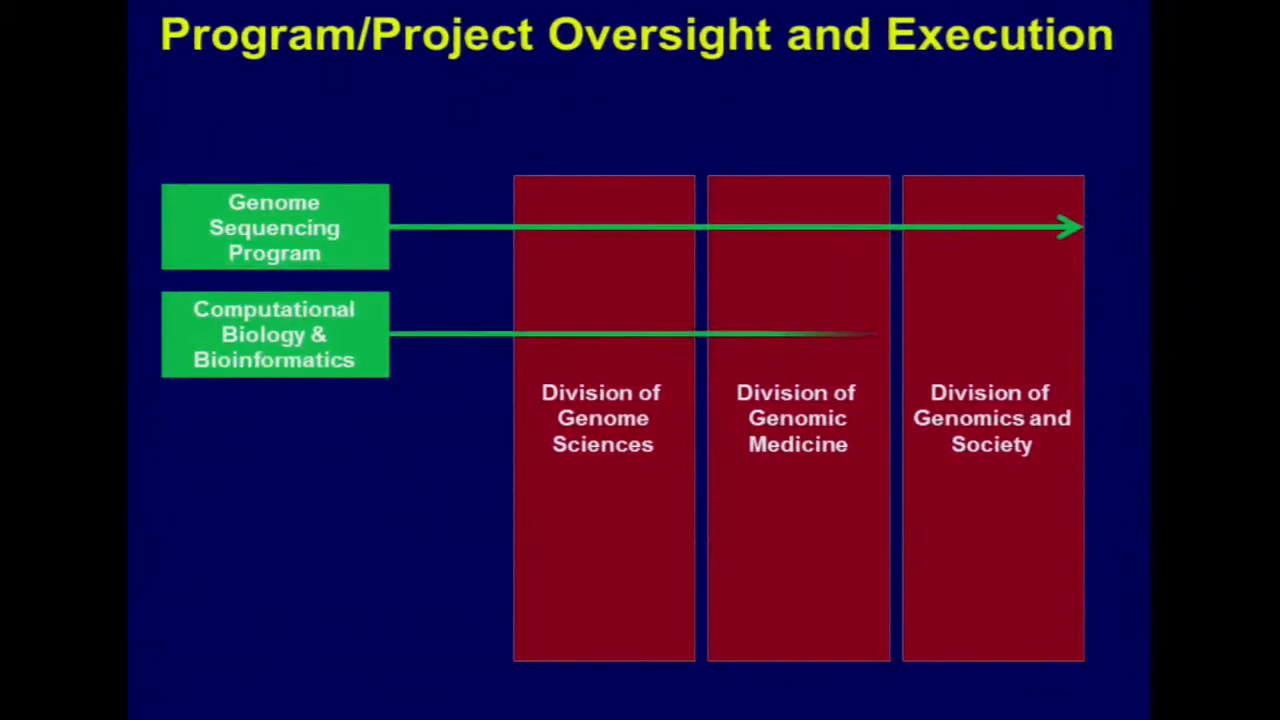 Program/Project Oversight and Execution
Genome
Sequencing
Program
Computational
Biology &
Bioinformatics
Division of
Genome
Sciences
Division of
Genomic
Medicine
Division of
Genomics and
Society